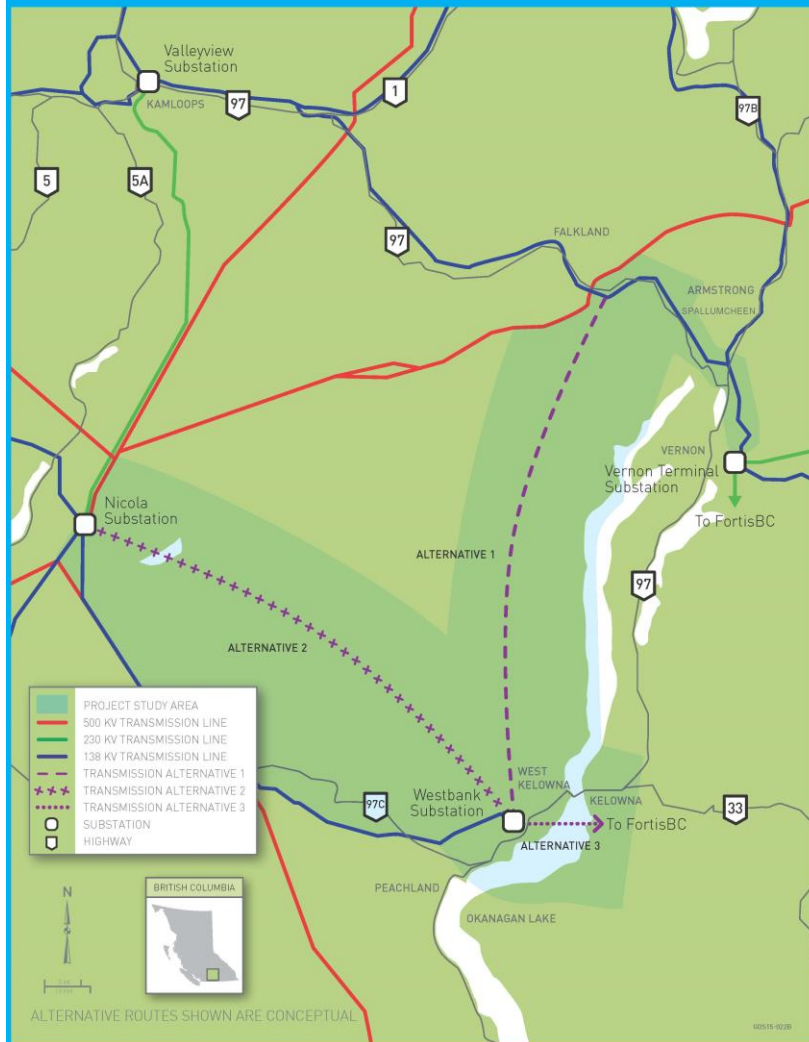 Valleyview
Substation
KAMLOOPS
97
1
97B
5
5A
97
FALKLAND
ARMSTRONG
SPALLUMCHEEN
VERNON
Vernon Terminal
Substation
To FortisBC
Nicola
Substation
ALTERNATIVE 1
97
ALTERNATIVE 2
PROJECT STUDY AREA
500 KV TRANSMISSION LINE
230 KV TRANSMISSION LINE
138 KV TRANSMISSION LINE
TRANSMISSION ALTERNATIVE 1
TRANSMISSION ALTERNATIVE 2
TRANSMISSION ALTERNATIVE 3
SUBSTATION
HIGHWAY
WEST
KELOWNA
KELOWNA
97C
Westbank
Substation
33
To FortisBC
ALTERNATIVE 3
PEACHLAND
OKANAGAN LAKE
BRITISH COLUMBIA
N
ALTERNATIVE ROUTES SHOWN ARE CONCEPTUAL